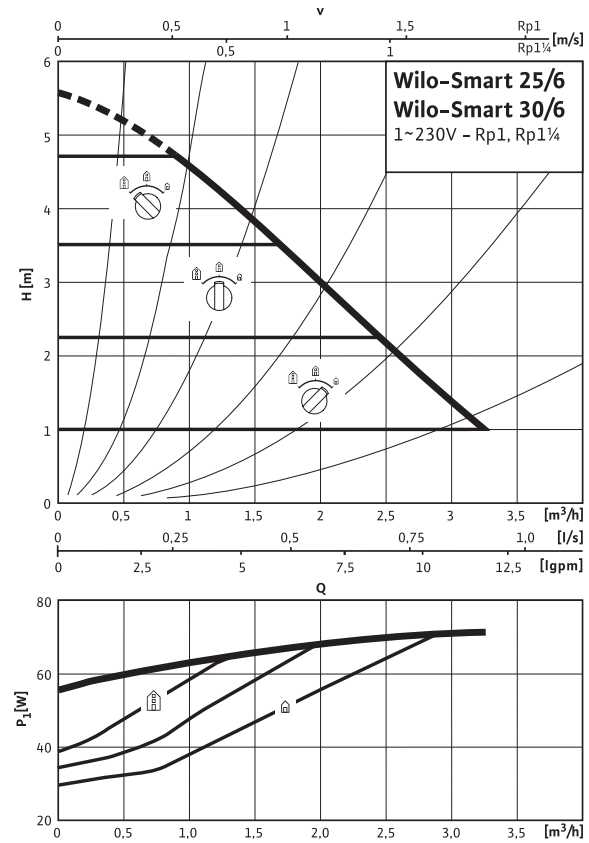 v
0 0,5 1 1,5 Rp1
0 0,5 1 Rp1¼ [m/s]
Wilo-Smart 25/6
Wilo-Smart 30/6
1~230V - Rp1, Rp1¼
H [m]
6
5
4
3
2
1
0
0 0,5 1 1,5 2 2,5 3 3,5 [m³/h]
0 0,25 0,5 0,75 1,0 [l/s]
0 2,5 5 7,5 10 12,5 [Igpm]
Q
P₁[W]
80
60
40
20
0 0,5 1,0 1,5 2,0 2,5 3,0 3,5 [m³/h]